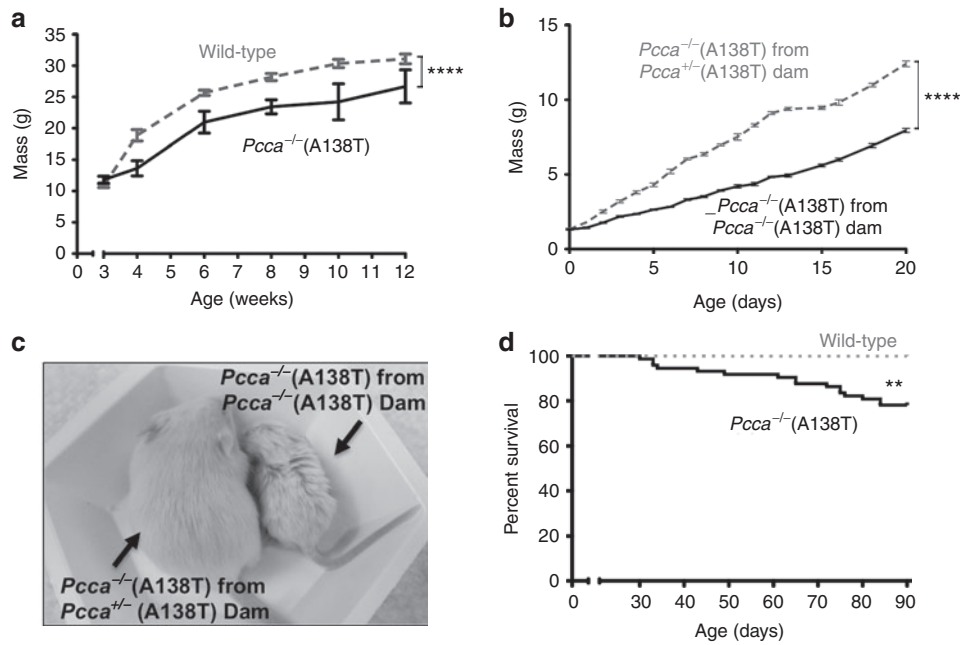 a
35
30
25
20
15
10
5
0
Mass (g)
Wild-type
****
Pcca⁻/⁻(A138T)
0 3 4 5 6 7 8 9 10 11 12
Age (weeks)
b
15
10
5
0
Mass (g)
Pcca⁻/⁻(A138T) from
Pcca⁺/⁻(A138T) dam
****
_Pcca⁻/⁻(A138T) from
Pcca⁻/⁻(A138T) dam
0 5 10 15 20
Age (days)
c
Pcca⁻/⁻(A138T) from
Pcca⁻/⁻(A138T) Dam
Pcca⁻/⁻(A138T) from
Pcca⁺/⁻ (A138T) Dam
d
Wild-type
100
80
60
40
20
0
Percent survival
**
Pcca⁻/⁻(A138T)
0 30 40 50 60 70 80 90
Age (days)